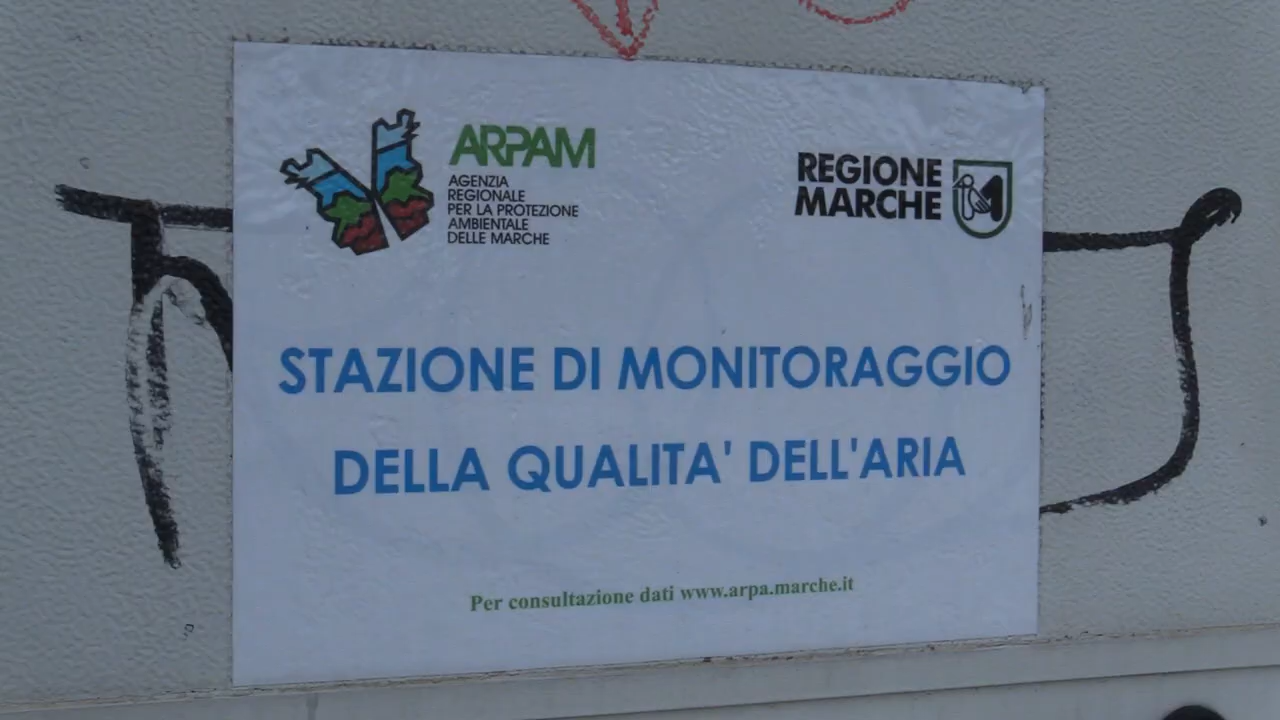 ARPAM
AGENZIA
REGIONALE
PER LA PROTEZIONE
AMBIENTALE
DELLE MARCHE
REGIONE
MARCHE
STAZIONE DI MONITORAGGIO
DELLA QUALITA' DELL'ARIA
Per consultazione dati www.arpa.marche.it